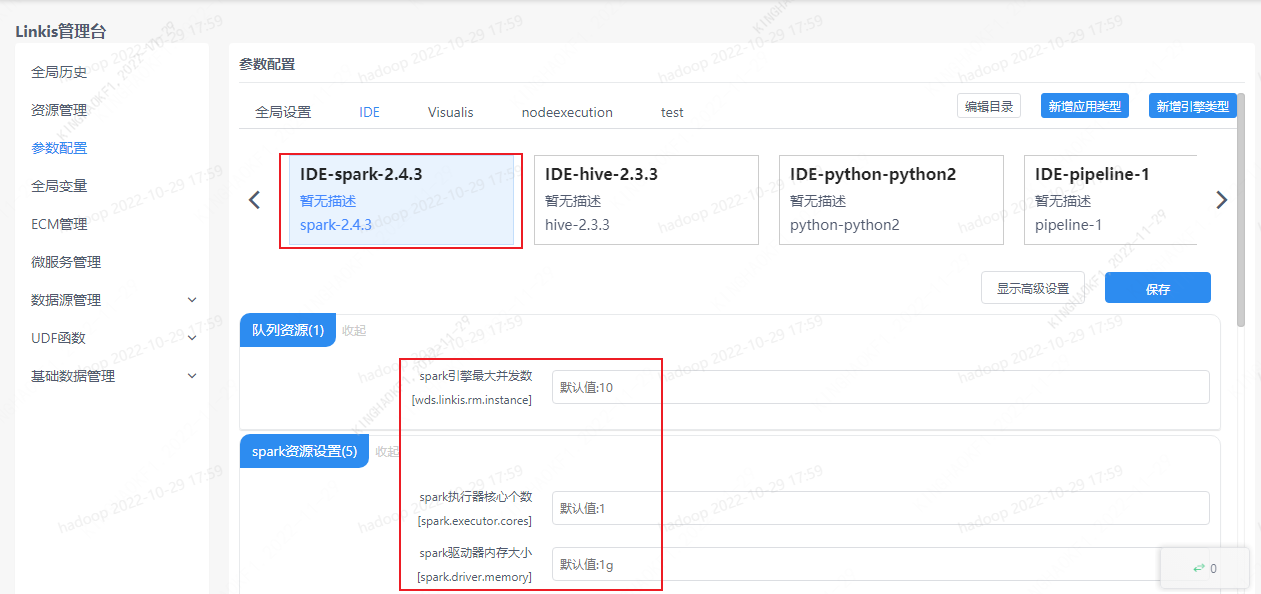 Linkis管理台
全局历史
资源管理
参数配置
全局变量
ECM管理
微服务管理
数据源管理
UDF函数
基础数据管理
参数配置
全局设置
IDE
Visualis
nodeexecution
test
编辑目录
新增应用类型
新增引擎类型
IDE-spark-2.4.3
暂无描述
spark-2.4.3
IDE-hive-2.3.3
暂无描述
hive-2.3.3
IDE-python-python2
暂无描述
python-python2
IDE-pipeline-1
暂无描述
pipeline-1
显示高级设置
保存
队列资源(1)
收起
spark引擎最大并发数
[wds.linkis.rm.instance]
默认值:10
spark资源设置(5)
收起
spark执行器核心个数
[spark.executor.cores]
默认值:1
spark驱动器内存大小
[spark.driver.memory]
默认值:1g
0
hadoop 2022-10-29 17:59